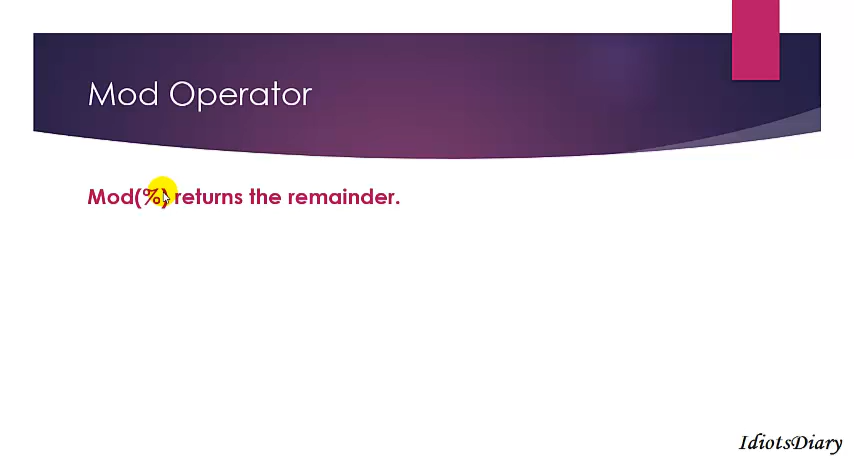 Mod Operator
Mod(%) returns the remainder.
IdiotsDiary